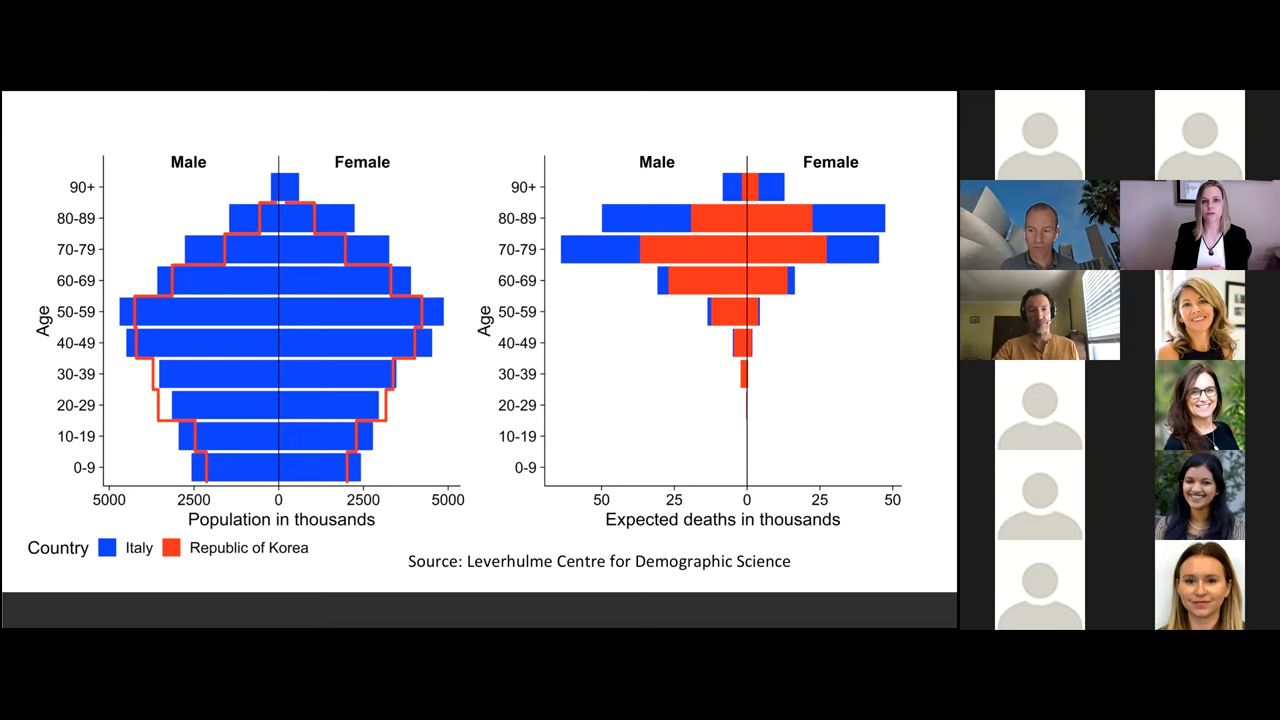 Male Female
90+
80-89
70-79
60-69
50-59
40-49
30-39
20-29
10-19
0-9
Age
5000 2500 0 2500 5000
Population in thousands
Male Female
90+
80-89
70-79
60-69
50-59
40-49
30-39
20-29
10-19
0-9
Age
50 25 0 25 50
Expected deaths in thousands
Country Italy Republic of Korea
Source: Leverhulme Centre for Demographic Science